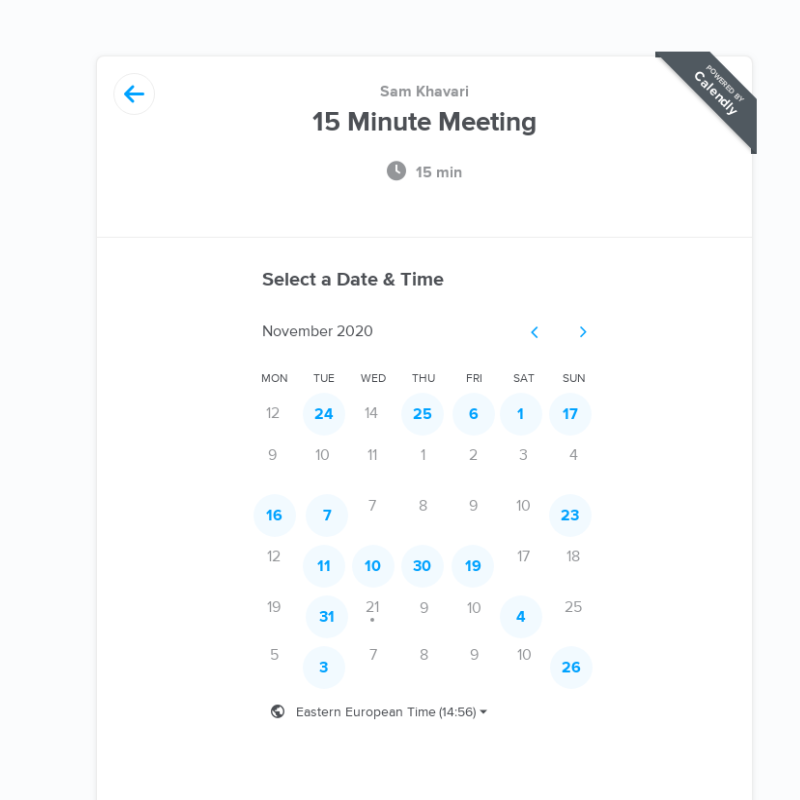 Sam Khavari
POWERED BY
Calendly
15 Minute Meeting
15 min
Select a Date & Time
November 2020
MON TUE WED THU FRI SAT SUN
12 24 14 25 6 1 17
9 10 11 1 2 3 4
16 7 7 8 9 10 23
12 11 10 30 19 17 18
19 31 21 9 10 4 25
5 3 7 8 9 10 26
Eastern European Time (14:56)